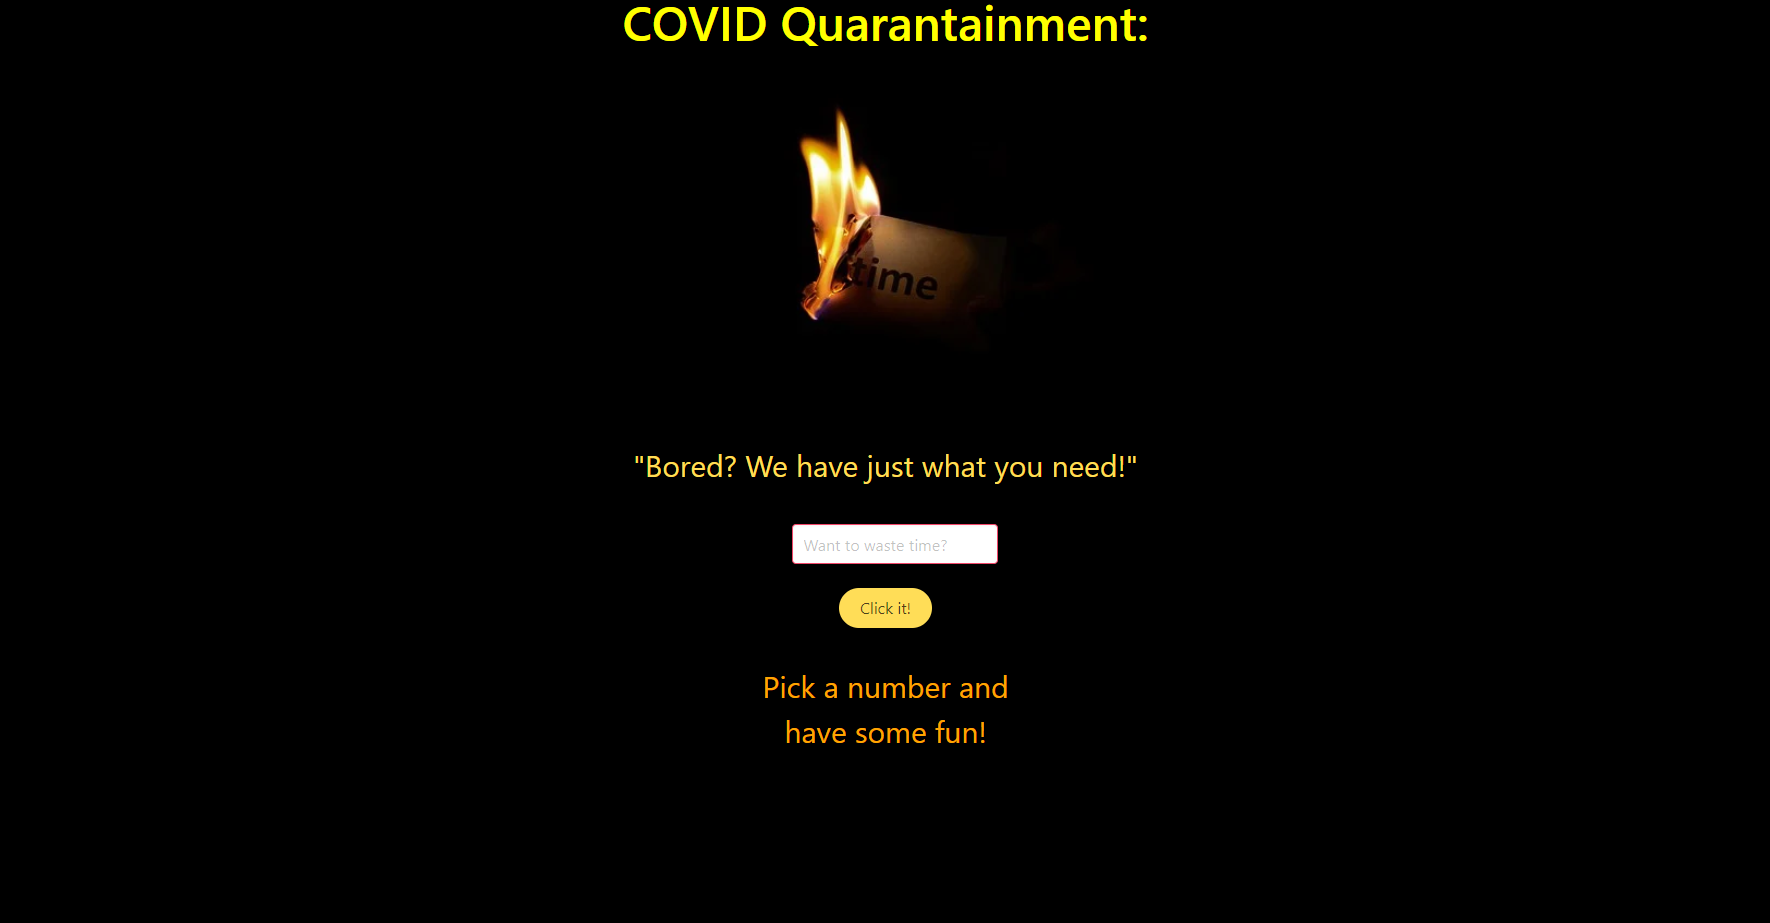 COVID Quarantainment:
time
"Bored? We have just what you need!"
Want to waste time?
Click it!
Pick a number and
have some fun!